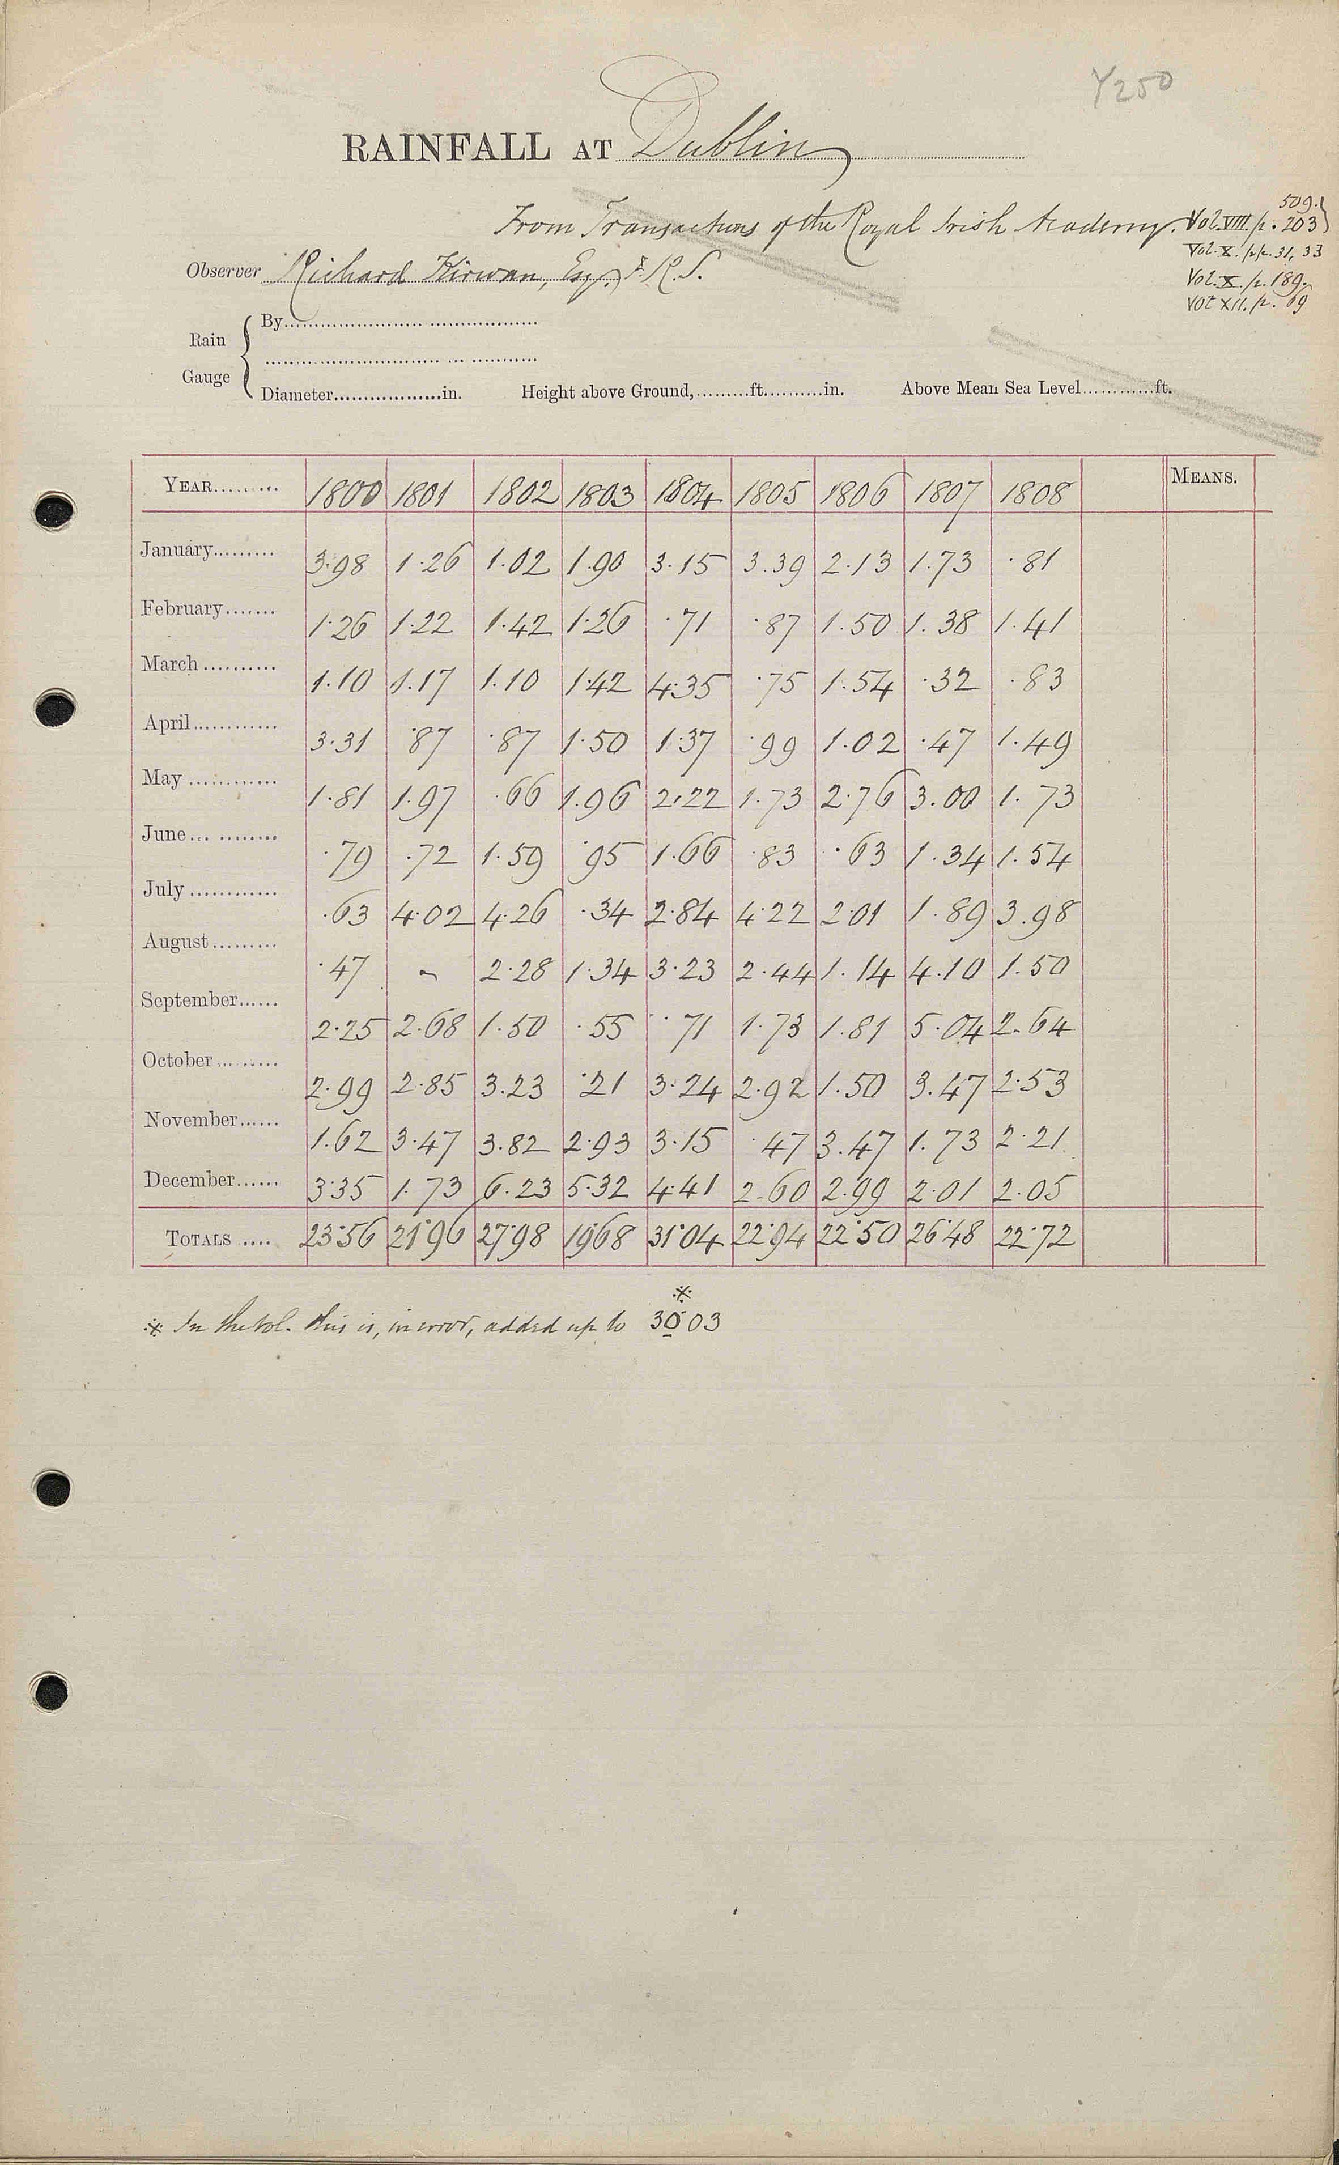 Y250
RAINFALL AT Dublin
From Transactions of the Royal Irish Academy. Vol. VIII. p. 203 } 509.
Vol. X. pp. 31, 33
Observer Richard Kirwan, Esq., F.R.S.
Vol. X. p. 189.
Vol XII. p. 69
Rain Gauge { By
Diameter in. Height above Ground, ft. in. Above Mean Sea Level ft.
YEAR 1800 1801 1802 1803 1804 1805 1806 1807 1808 MEANS.
January 3.98 1.26 1.02 1.90 3.15 3.39 2.13 1.73 .81
February 1.26 1.22 1.42 1.26 .71 .87 1.50 1.38 1.41
March 1.10 1.17 1.10 1.42 4.35 .75 1.54 .32 .83
April 3.31 .87 .87 1.50 1.37 .99 1.02 .47 1.49
May 1.81 1.97 .66 1.96 2.22 1.73 2.76 3.00 1.73
June .79 .72 1.59 .95 1.66 .83 .63 1.34 1.54
July .63 4.02 4.26 .34 2.84 4.22 2.01 1.89 3.98
August .47 - 2.28 1.34 3.23 2.44 1.14 4.10 1.50
September 2.25 2.68 1.50 .55 .71 1.73 1.81 5.04 2.64
October 2.99 2.85 3.23 .21 3.24 2.92 1.50 3.47 2.53
November 1.62 3.47 3.82 2.93 3.15 .47 3.47 1.73 2.21
December 3.35 1.73 6.23 5.32 4.41 2.60 2.99 2.01 2.05
TOTALS 23.56 21.96 27.98 19.68 31.04 22.94 22.50 26.48 22.72
*
* In the vol. this is, in error, added up to 30.03